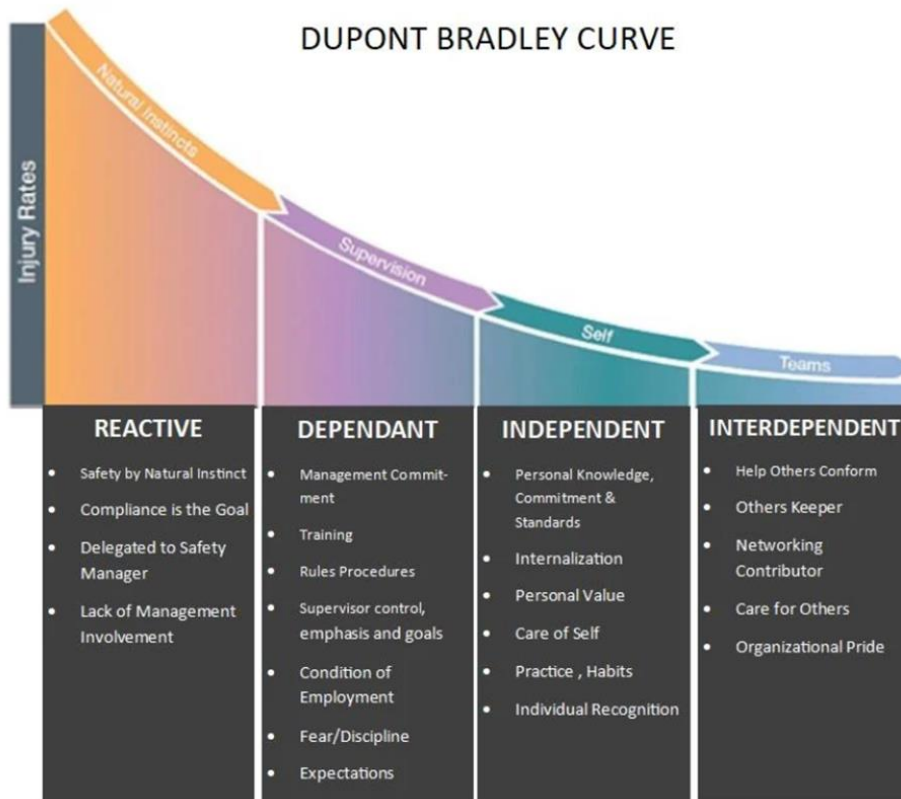 DUPONT BRADLEY CURVE
Injury Rates
Natural Instincts
Supervision
Self
Teams
REACTIVE
• Safety by Natural Instinct
• Compliance is the Goal
• Delegated to Safety
Manager
• Lack of Management
Involvement
DEPENDANT
• Management Commit-
ment
• Training
• Rules Procedures
• Supervisor control,
emphasis and goals
• Condition of
Employment
• Fear/Discipline
• Expectations
INDEPENDENT
• Personal Knowledge,
Commitment &
Standards
• Internalization
• Personal Value
• Care of Self
• Practice , Habits
• Individual Recognition
INTERDEPENDENT
• Help Others Conform
• Others Keeper
• Networking
Contributor
• Care for Others
• Organizational Pride